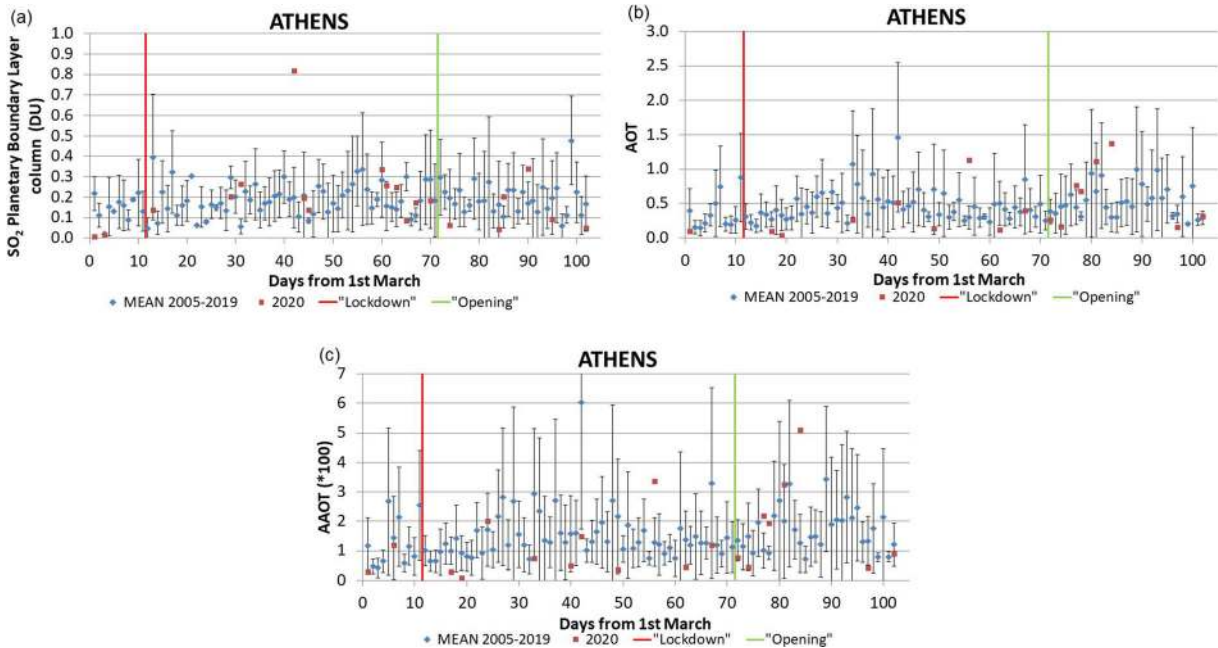 (a)
ATHENS
SO₂ Planetary Boundary Layer
column (DU)
1.0
0.9
0.8
0.7
0.6
0.5
0.4
0.3
0.2
0.1
0.0
0 10 20 30 40 50 60 70 80 90 100
Days from 1st March
MEAN 2005-2019 2020 "Lockdown" "Opening"
(b)
ATHENS
AOT
3.0
2.5
2.0
1.5
1.0
0.5
0.0
0 10 20 30 40 50 60 70 80 90 100
Days from 1st March
MEAN 2005-2019 2020 "Lockdown" "Opening"
(c)
ATHENS
AAOT (*100)
7
6
5
4
3
2
1
0
0 10 20 30 40 50 60 70 80 90 100
Days from 1st March
MEAN 2005-2019 2020 "Lockdown" "Opening"